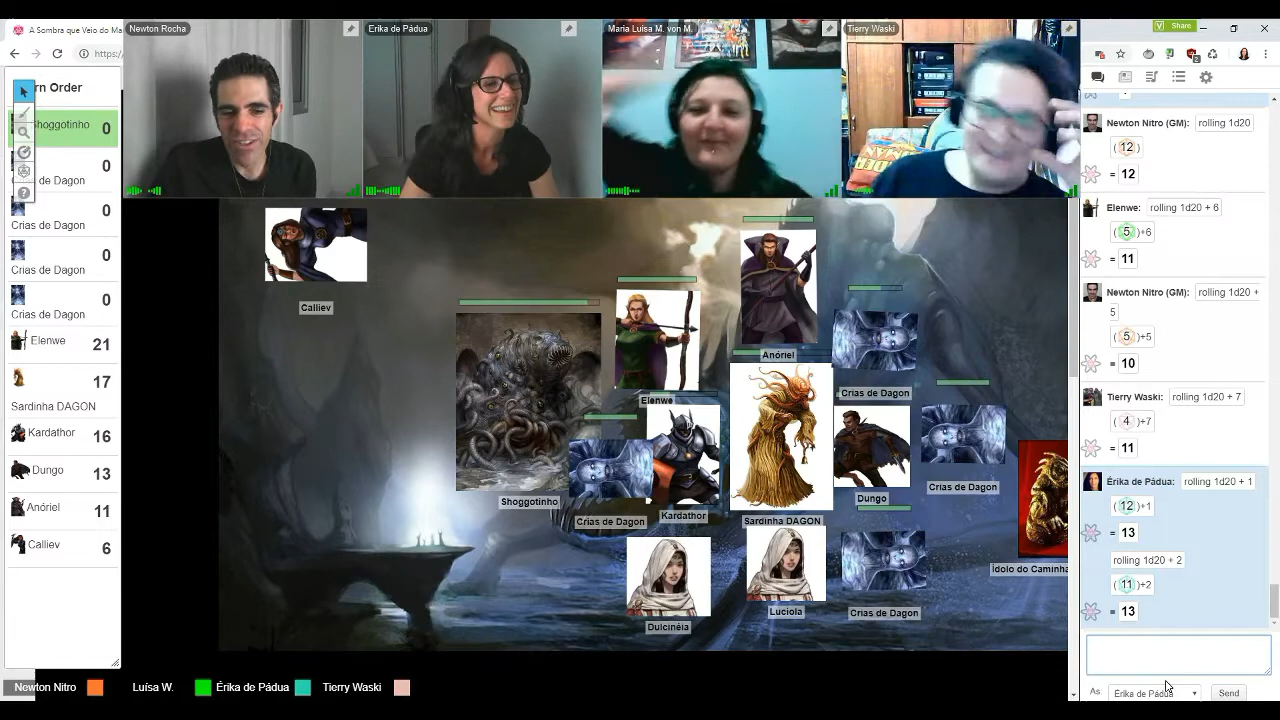 A Sombra que Veio do Ma
https:/
Share
Newton Rocha
Erika de Pádua
Maria Luísa M. von M.
Tierry Waski
rn Order
Shoggotinho 0
0
Crias de Dagon
0
Crias de Dagon
0
Crias de Dagon
0
Crias de Dagon
Elenwe 21
17
Sardinha DAGON
Kardathor 16
Dungo 13
Anóriel 11
Calliev 6
Calliev
Anóriel
Elenwe
Crias de Dagon
Shoggotinho
Crias de Dagon
Kardathor
Sardinha DAGON
Dungo
Crias de Dagon
Ídolo do Caminha
Dulcinéia
Luciola
Crias de Dagon
Newton Nitro (GM): rolling 1d20
(12)
= 12
Elenwe: rolling 1d20 + 6
(5)+6
= 11
Newton Nitro (GM): rolling 1d20 +
5
(5)+5
= 10
Tierry Waski: rolling 1d20 + 7
(4)+7
= 11
Érika de Pádua: rolling 1d20 + 1
(12)+1
= 13
rolling 1d20 + 2
(11)+2
= 13
As Érika de Pádua Send
Newton Nitro Luísa W. Érika de Pádua Tierry Waski